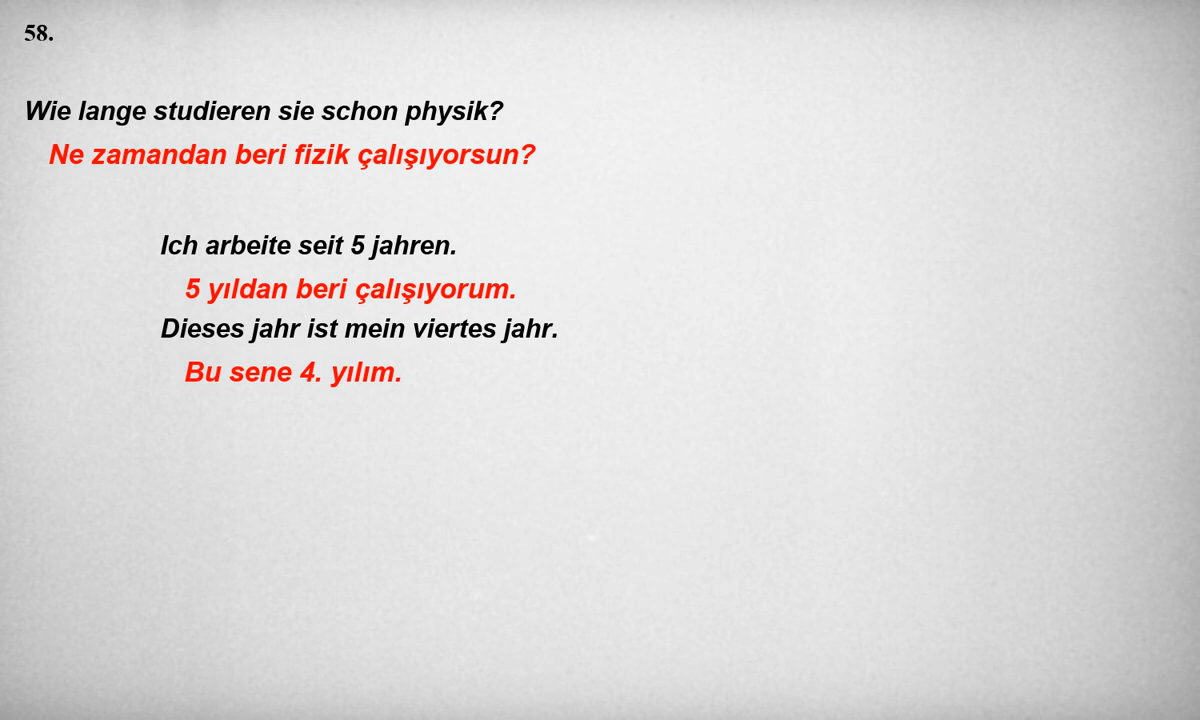 58.
Wie lange studieren sie schon physik?
Ne zamandan beri fizik çalışıyorsun?
Ich arbeite seit 5 jahren.
5 yıldan beri çalışıyorum.
Dieses jahr ist mein viertes jahr.
Bu sene 4. yılım.